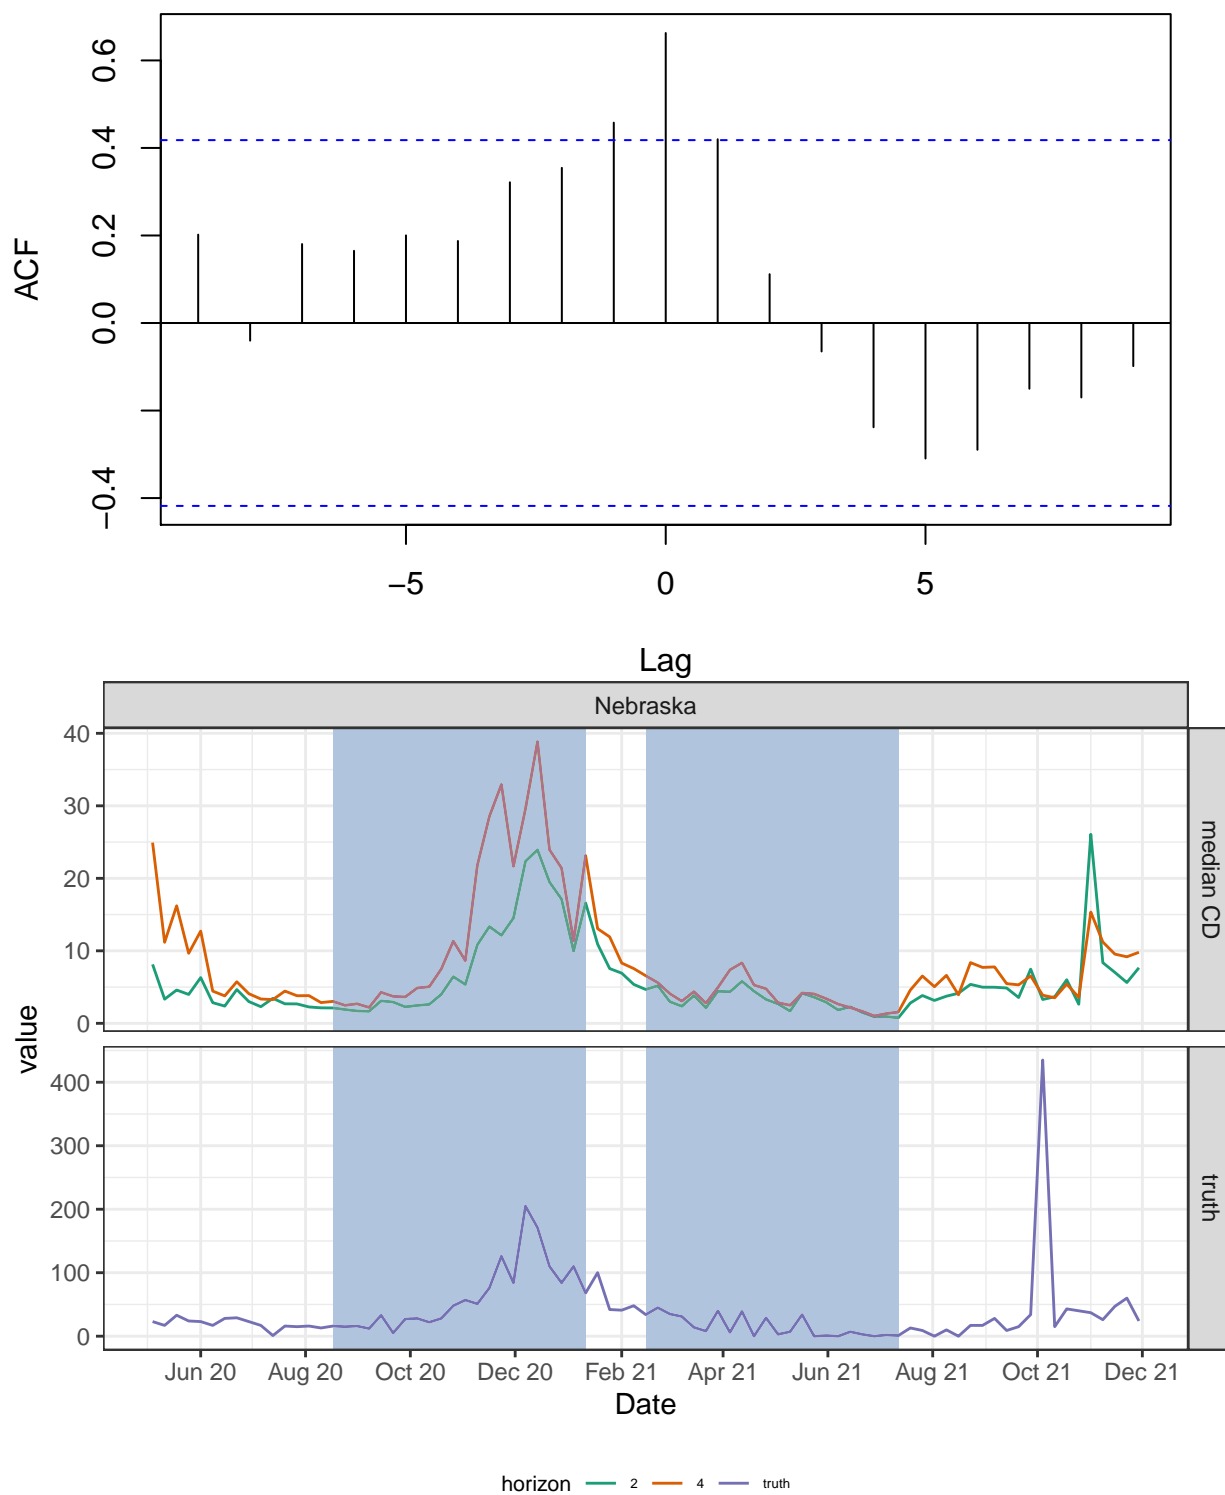 ACF
0.6
0.4
0.2
0.0
−0.4
−5 0 5
Lag
Nebraska
40
30
20
10
0
median CD
value
400
300
200
100
0
truth
Jun 20 Aug 20 Oct 20 Dec 20 Feb 21 Apr 21 Jun 21 Aug 21 Oct 21 Dec 21
Date
horizon 2 4 truth